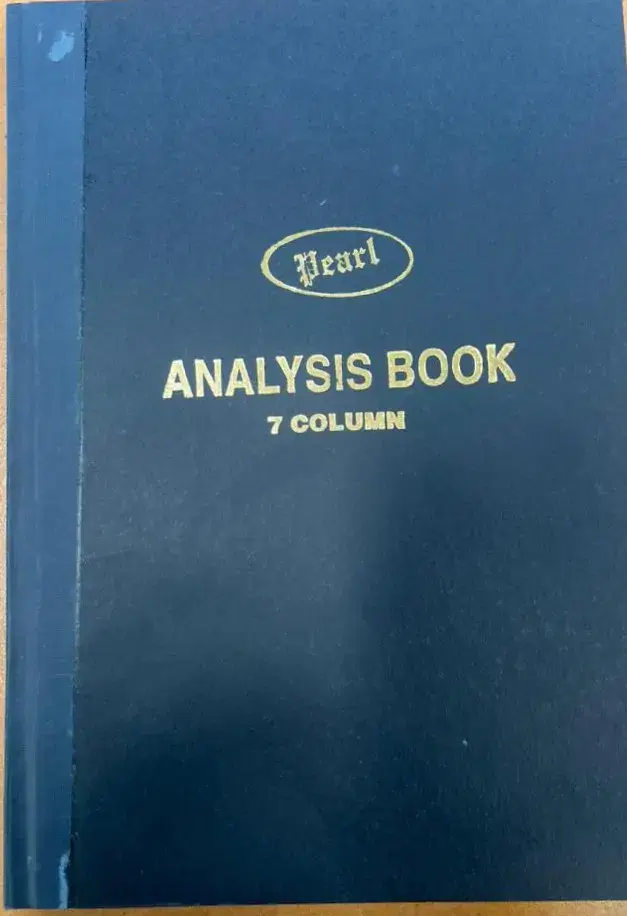 Pearl
ANALYSIS BOOK
7 COLUMN